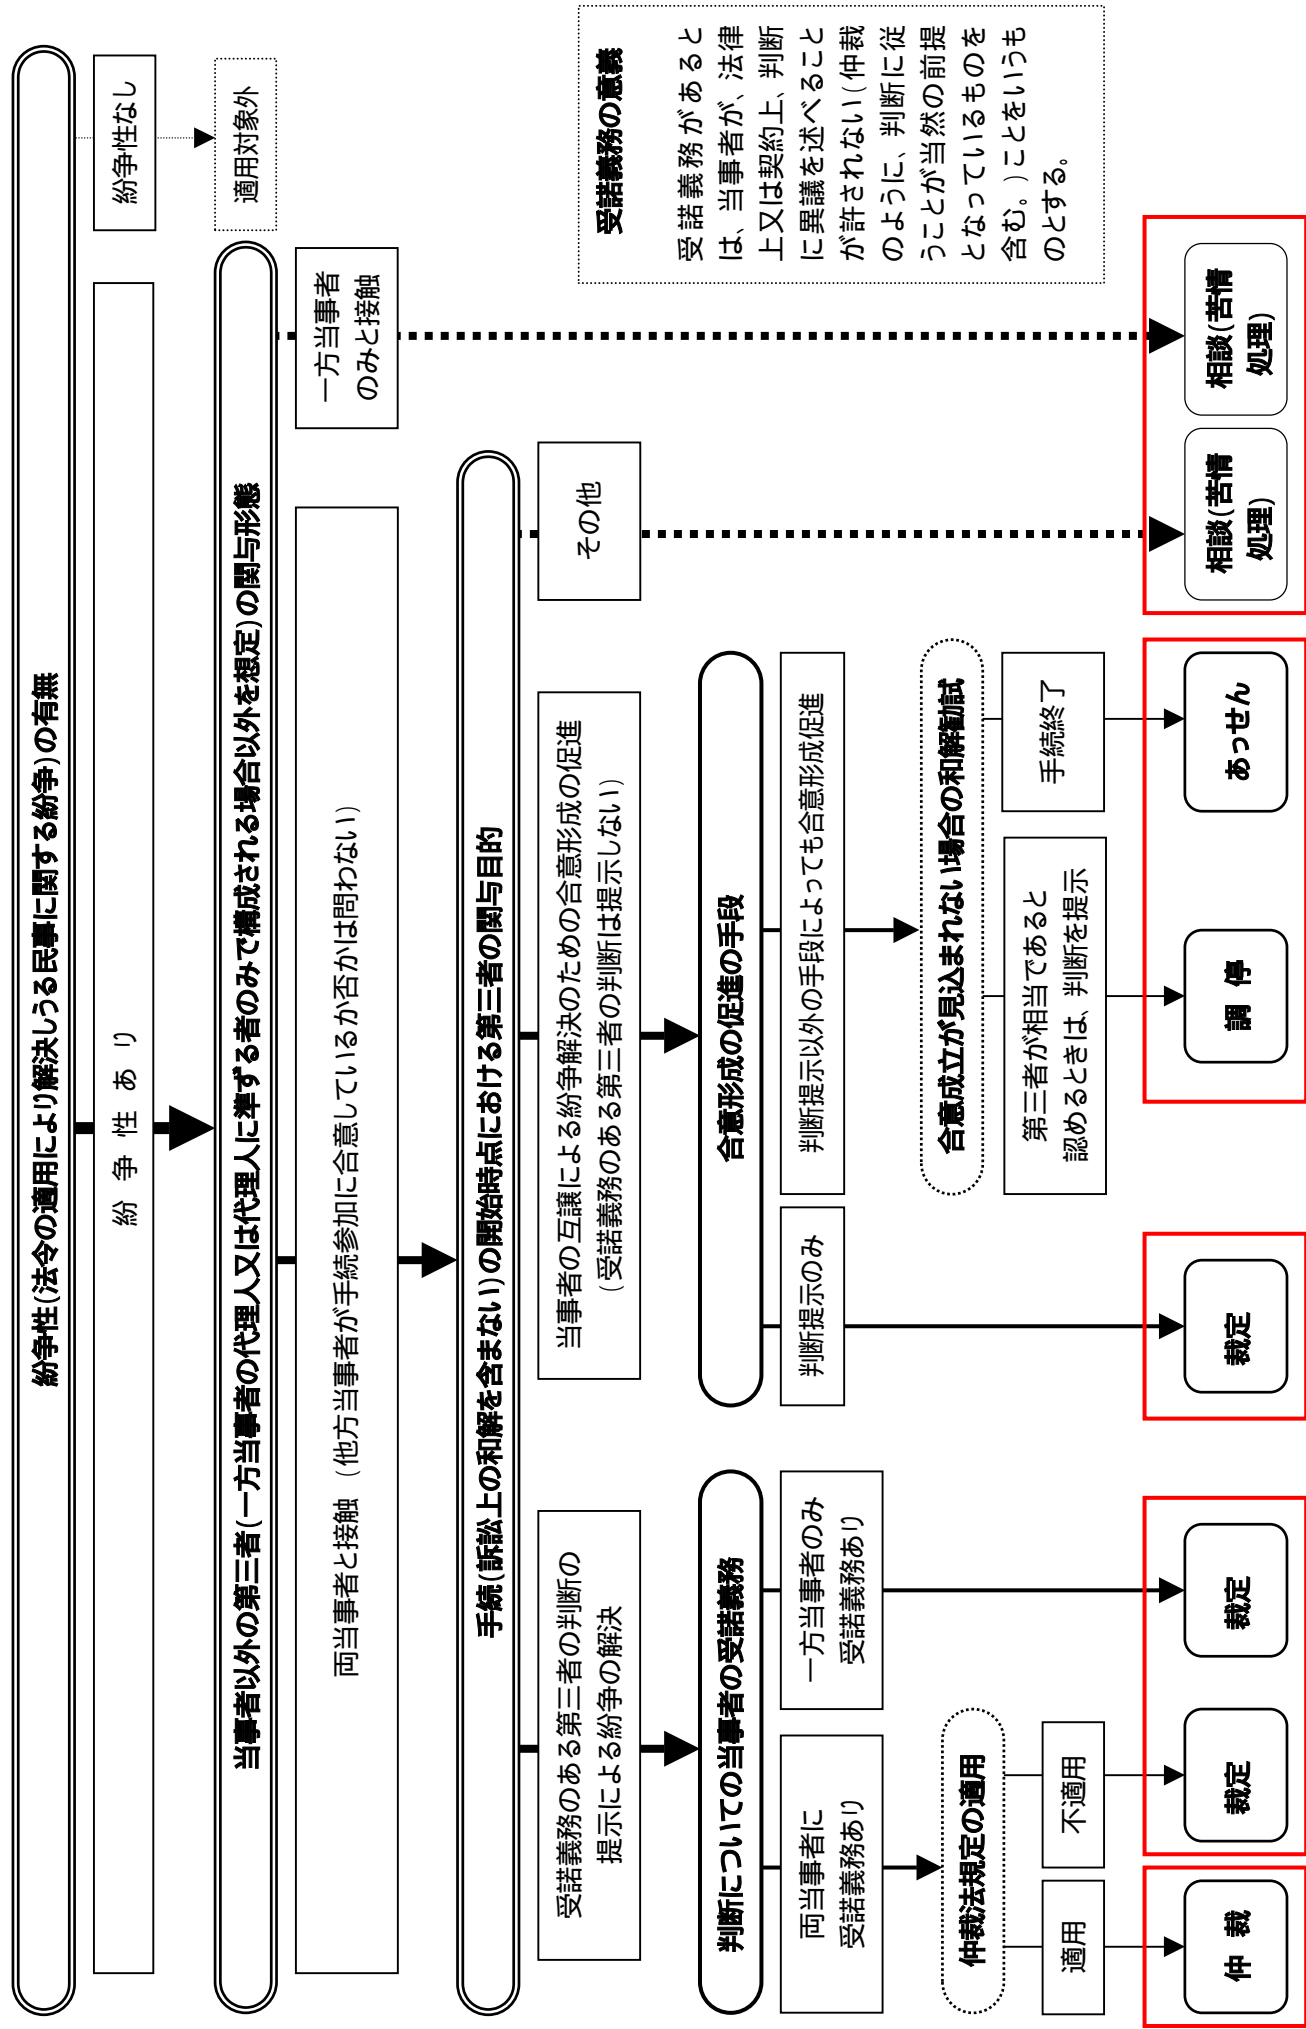 紛争性(法令の適用により解決しうる民事に関する紛争)の有無
紛 争 性 あ り
紛争性なし
適用対象外
当事者以外の第三者(一方当事者の代理人又は代理人に準ずる者のみで構成される場合以外を想定)の関与形態
両当事者と接触 (他方当事者が手続参加に合意しているか否かは問わない)
一方当事者
のみと接触
手続(訴訟上の和解を含まない)の開始時点における第三者の関与目的
受諾義務のある第三者の判断の
提示による紛争の解決
当事者の互譲による紛争解決のための合意形成の促進
(受諾義務のある第三者の判断は提示しない)
その他
受諾義務の意義
受諾義務があると
は、当事者が、法律
上又は契約上、判断
に異議を述べること
が許されない(仲裁
のように、判断に従
うことが当然の前提
となっているものを
含む。)ことをいうも
のとする。
判断についての当事者の受諾義務
合意形成の促進の手段
両当事者に
受諾義務あり
一方当事者のみ
受諾義務あり
判断提示のみ
判断提示以外の手段によっても合意形成促進
仲裁法規定の適用
合意成立が見込まれない場合の和解勧試
適用
不適用
第三者が相当であると
認めるときは、判断を提示
手続終了
仲 裁
裁定
裁定
裁定
調 停
あっせん
相談(苦情
処理)
相談(苦情
処理)